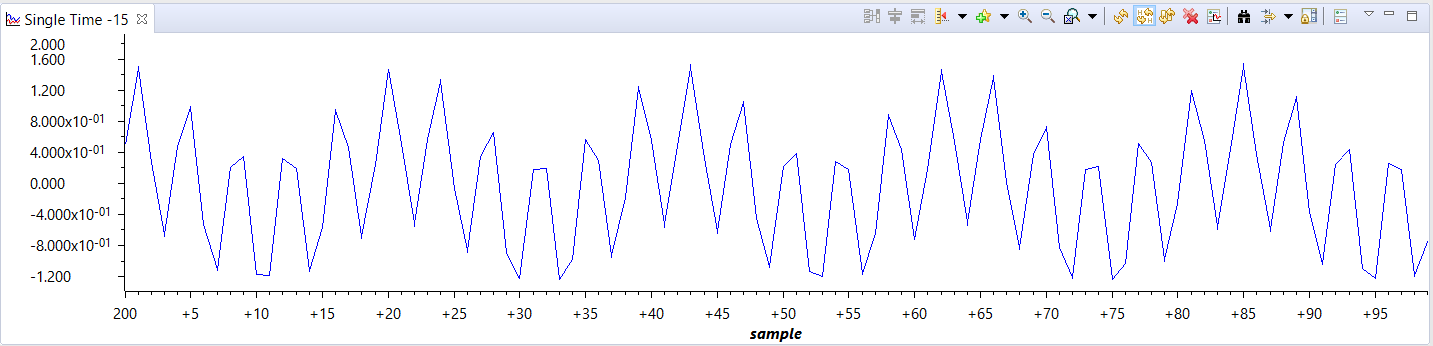 Single Time -15
2.000
1.600
1.200
8.000x10-01
4.000x10-01
0.000
-4.000x10-01
-8.000x10-01
-1.200
200 +5 +10 +15 +20 +25 +30 +35 +40 +45 +50 +55 +60 +65 +70 +75 +80 +85 +90 +95
sample